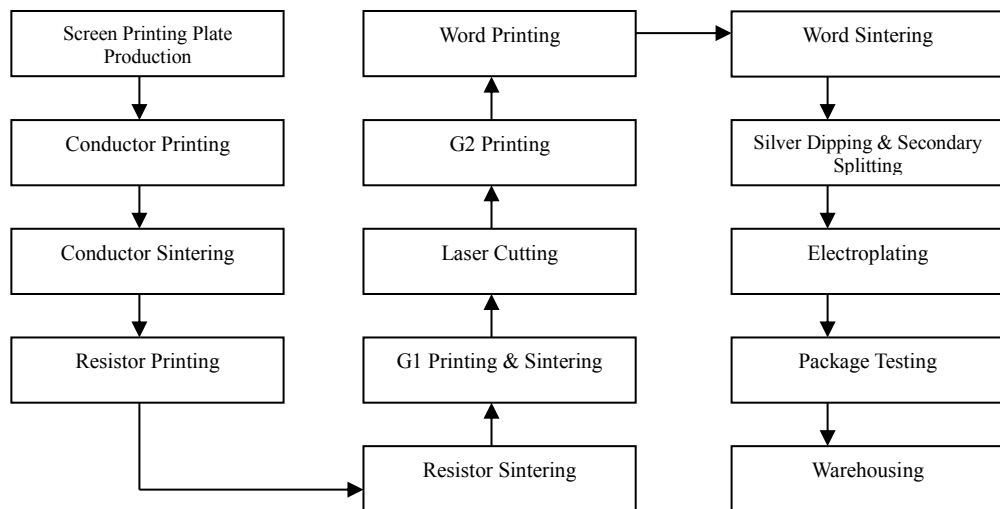 Screen Printing Plate
Production
Conductor Printing
Conductor Sintering
Resistor Printing
Resistor Sintering
G1 Printing & Sintering
Laser Cutting
G2 Printing
Word Printing
Word Sintering
Silver Dipping & Secondary
Splitting
Electroplating
Package Testing
Warehousing